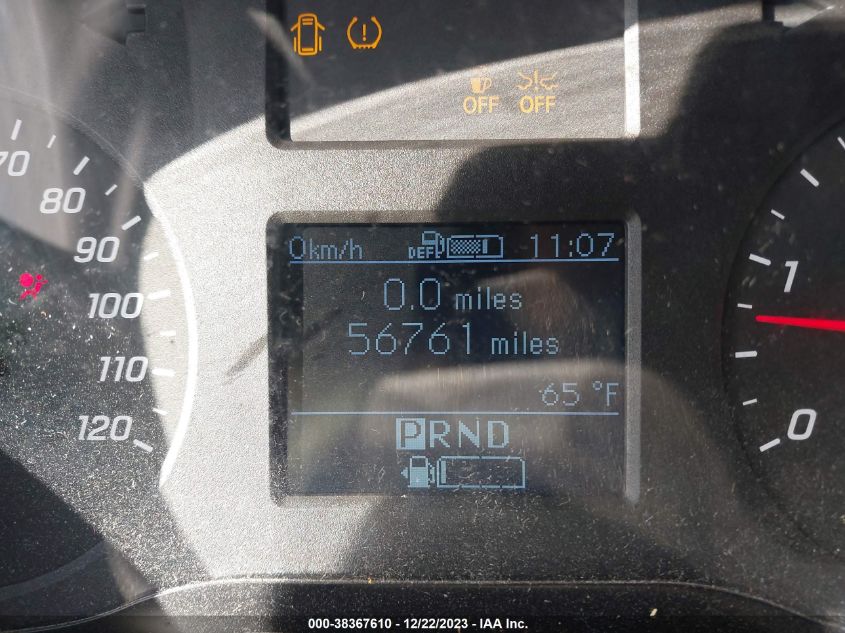 OFF OFF
70
80
90
100
110
120
0km/h DEF 11:07
0.0 miles
56761 miles
65 °F
PRND
1
0
000-38367610 - 12/22/2023 - IAA Inc.